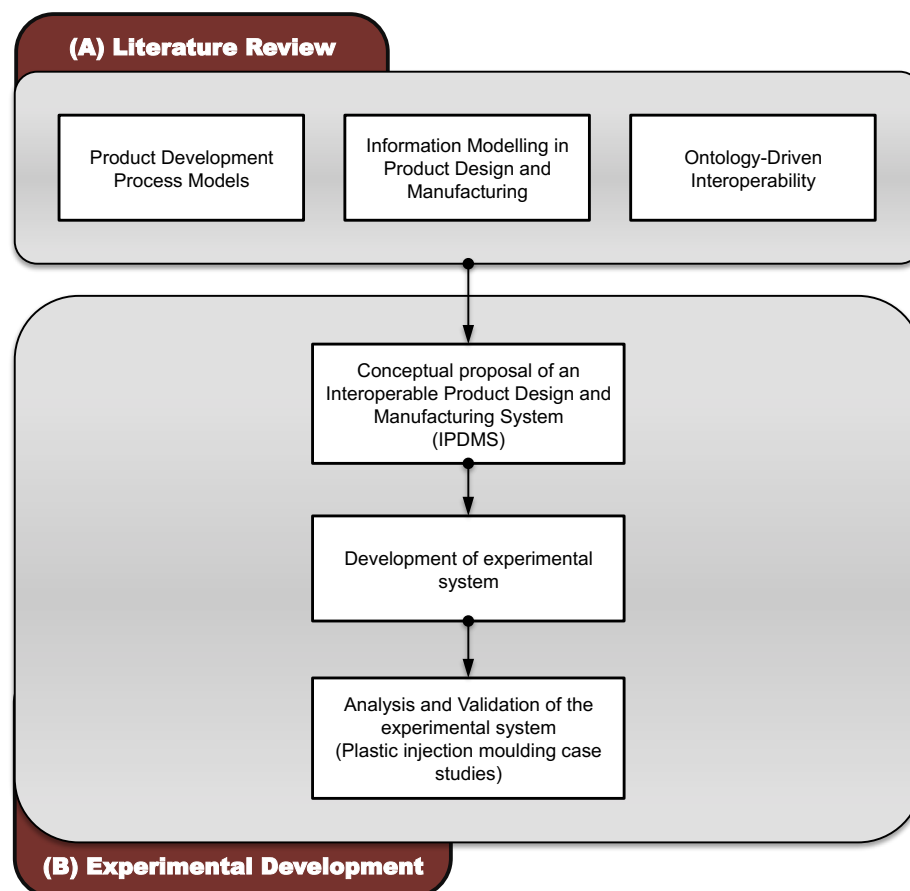 (A) Literature Review
Product Development
Process Models
Information Modelling in
Product Design and
Manufacturing
Ontology-Driven
Interoperability
Conceptual proposal of an
Interoperable Product Design and
Manufacturing System
(IPDMS)
Development of experimental
system
Analysis and Validation of the
experimental system
(Plastic injection moulding case
studies)
(B) Experimental Development